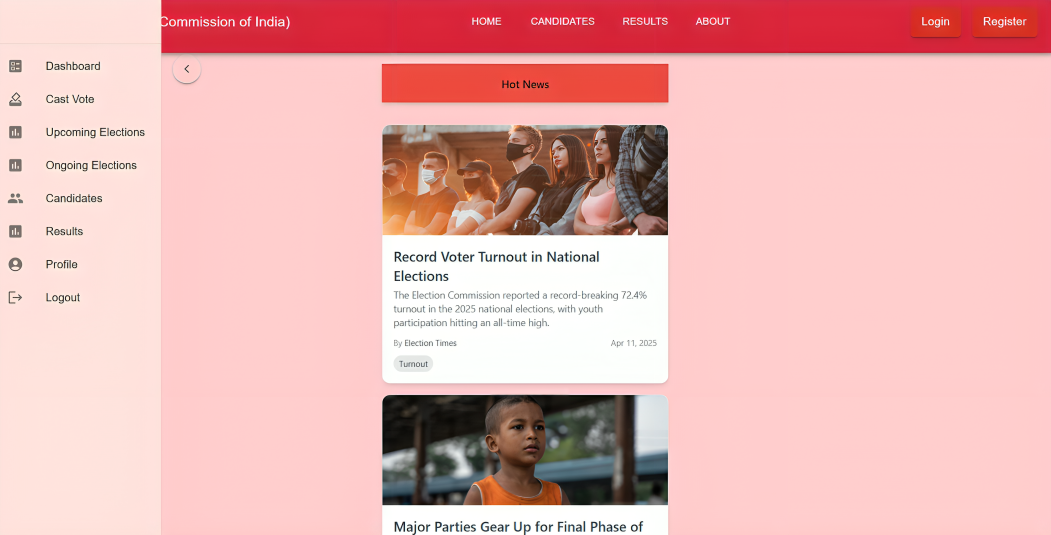 Commission of India)
HOME
CANDIDATES
RESULTS
ABOUT
Login
Register
Dashboard
Cast Vote
Upcoming Elections
Ongoing Elections
Candidates
Results
Profile
Logout
Hot News
Record Voter Turnout in National
Elections
The Election Commission reported a record-breaking 72.4%
turnout in the 2025 national elections, with youth
participation hitting an all-time high.
By Election Times
Apr 11, 2025
Turnout
Major Parties Gear Up for Final Phase of